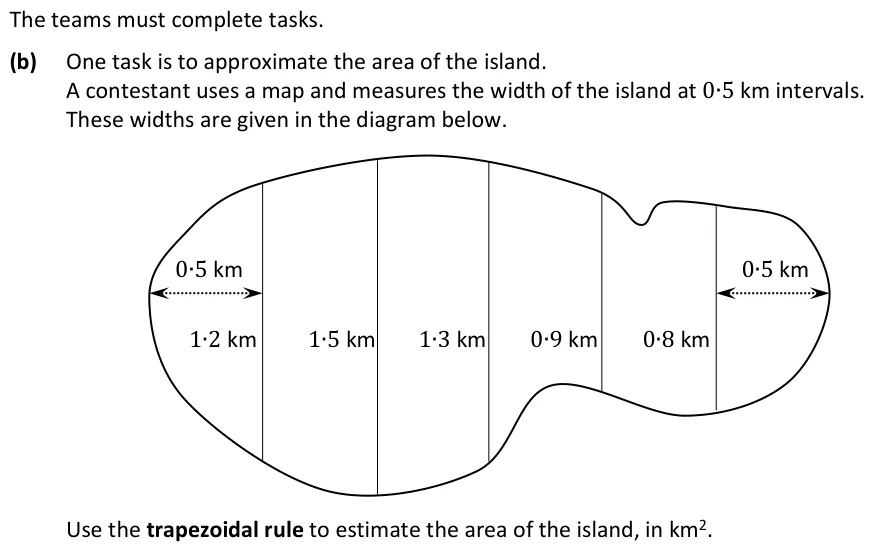 The teams must complete tasks.
(b) One task is to approximate the area of the island.
A contestant uses a map and measures the width of the island at 0·5 km intervals.
These widths are given in the diagram below.
0·5 km
0·5 km
1·2 km
1·5 km
1·3 km
0·9 km
0·8 km
Use the trapezoidal rule to estimate the area of the island, in km².